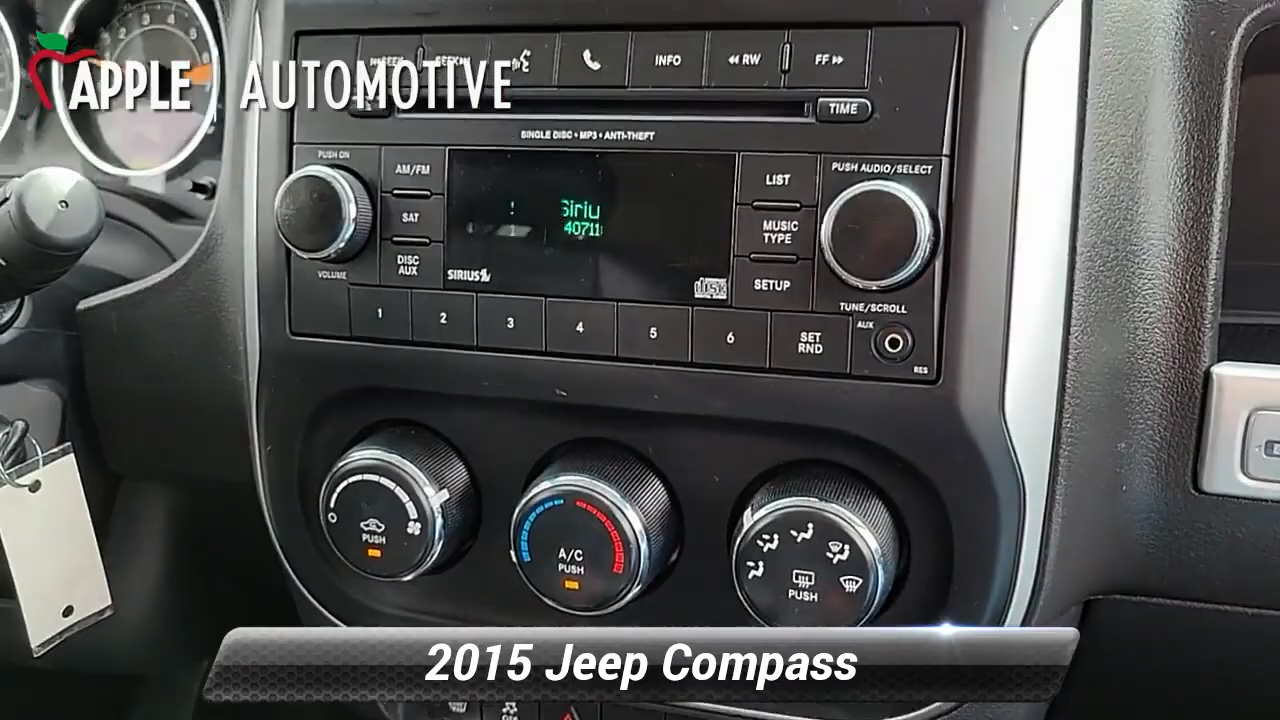 APPLE AUTOMOTIVE
SEEK INFO ◄◄ RW FF ►►
TIME
SINGLE DISC • MP3 • ANTI-THEFT
PUSH ON
VOLUME
AM/FM
SAT
DISC
AUX
Siriu
40711
SIRIUS
LIST
MUSIC
TYPE
SETUP
PUSH AUDIO/SELECT
TUNE/SCROLL
AUX
RES
1 2 3 4 5 6 SET
RND
PUSH
A/C
PUSH
PUSH
2015 Jeep Compass